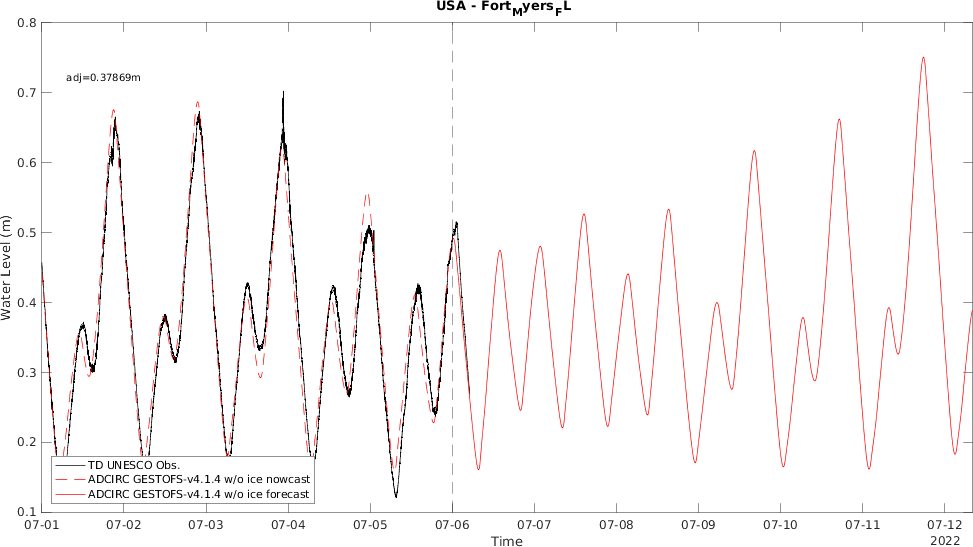 USA - FortMyersFL
adj=0.37869m
Water Level (m)
0.8
0.7
0.6
0.5
0.4
0.3
0.2
0.1
TD UNESCO Obs.
ADCIRC GESTOFS-v4.1.4 w/o ice nowcast
ADCIRC GESTOFS-v4.1.4 w/o ice forecast
07-01 07-02 07-03 07-04 07-05 07-06 07-07 07-08 07-09 07-10 07-11 07-12
Time
2022